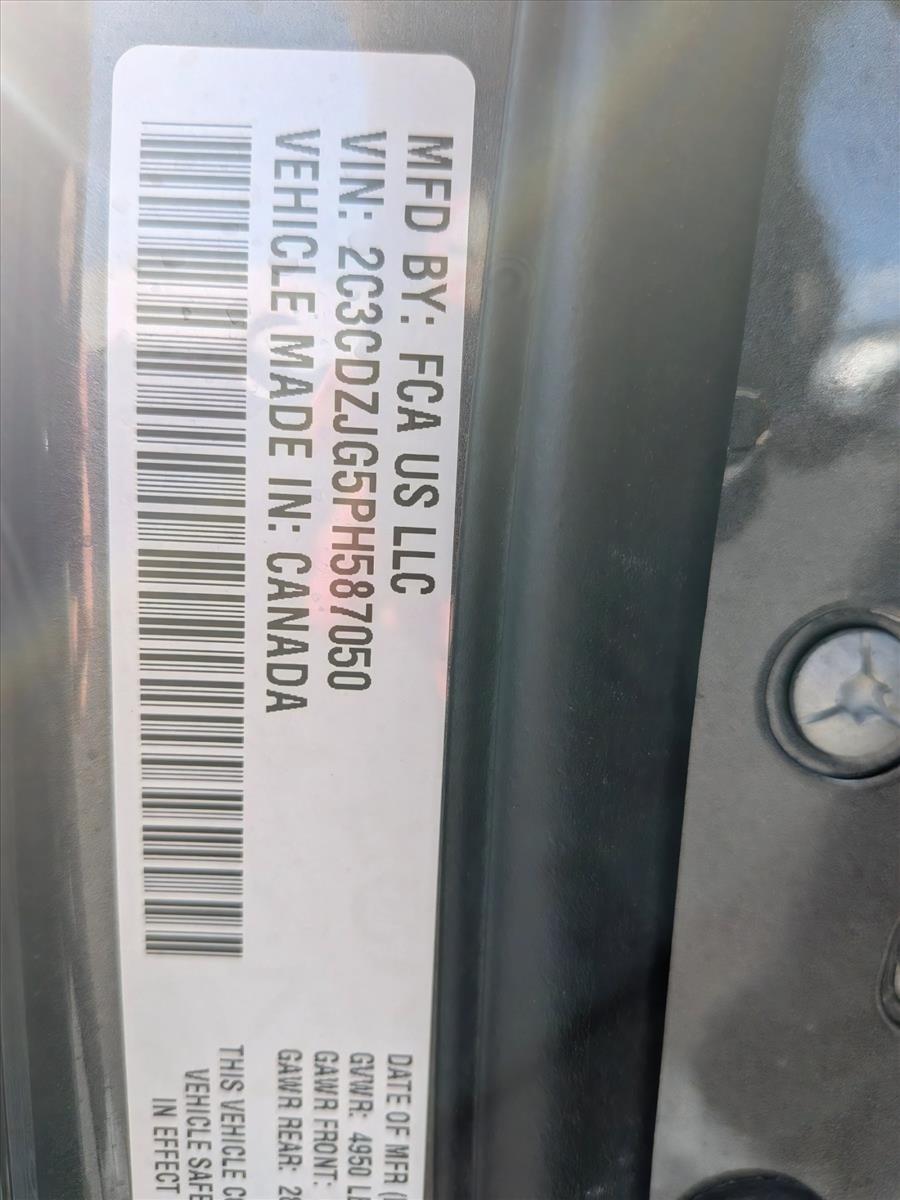 MFD BY: FCA US LLC
VIN: 2C3CDZJG5PH587050
VEHICLE MADE IN: CANADA
DATE OF MFR
GVWR: 4950
GAWR FRONT:
GAWR REAR:
THIS VEHICLE
VEHICLE
IN EFFECT